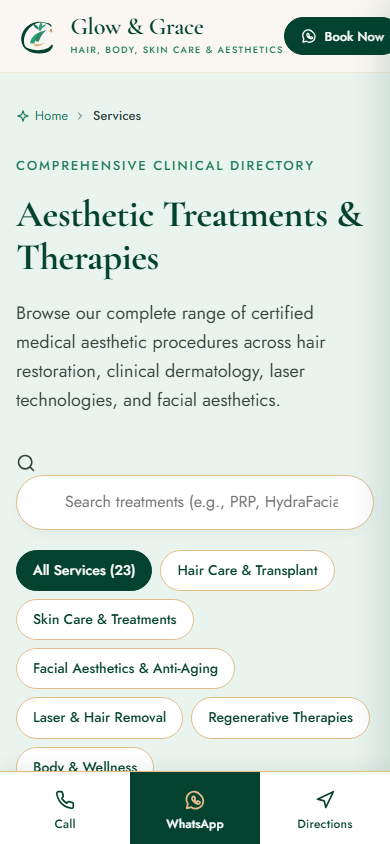 Glow & Grace
HAIR, BODY, SKIN CARE & AESTHETICS
Book Now
Home > Services
COMPREHENSIVE CLINICAL DIRECTORY
Aesthetic Treatments &
Therapies
Browse our complete range of certified
medical aesthetic procedures across hair
restoration, clinical dermatology, laser
technologies, and facial aesthetics.
Search treatments (e.g., PRP, HydraFacia
All Services (23)
Hair Care & Transplant
Skin Care & Treatments
Facial Aesthetics & Anti-Aging
Laser & Hair Removal
Regenerative Therapies
Body & Wellness
Call
WhatsApp
Directions